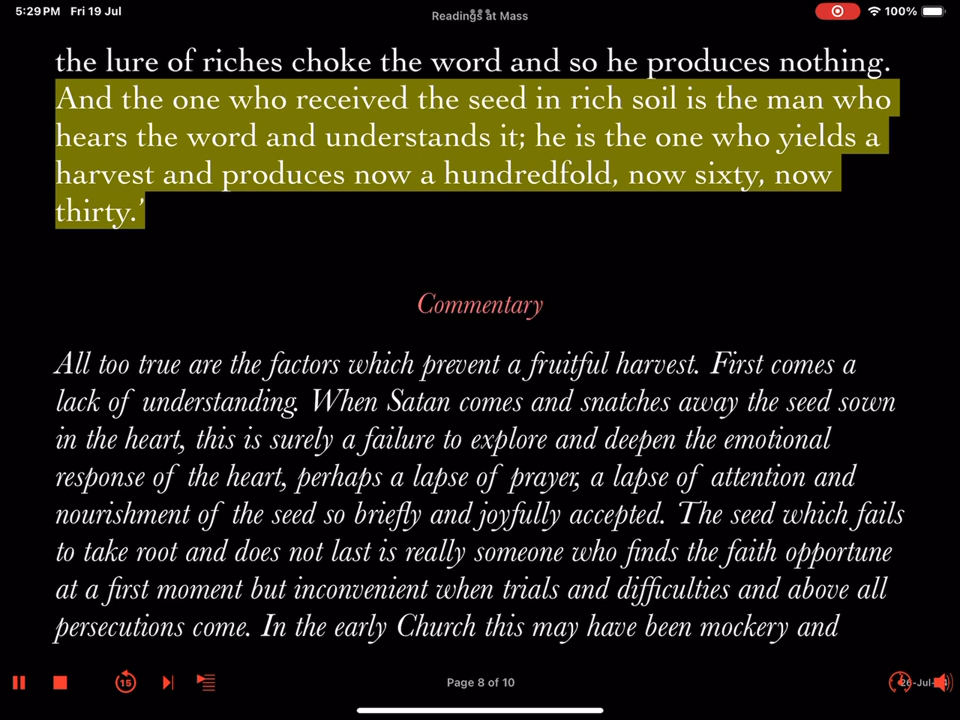 5:29 PM Fri 19 Jul
Readings at Mass
100%
the lure of riches choke the word and so he produces nothing.
And the one who received the seed in rich soil is the man who
hears the word and understands it; he is the one who yields a
harvest and produces now a hundredfold, now sixty, now
thirty.’
Commentary
All too true are the factors which prevent a fruitful harvest. First comes a
lack of understanding. When Satan comes and snatches away the seed sown
in the heart, this is surely a failure to explore and deepen the emotional
response of the heart, perhaps a lapse of prayer, a lapse of attention and
nourishment of the seed so briefly and joyfully accepted. The seed which fails
to take root and does not last is really someone who finds the faith opportune
at a first moment but inconvenient when trials and difficulties and above all
persecutions come. In the early Church this may have been mockery and
15
Page 8 of 10
26-Jul-